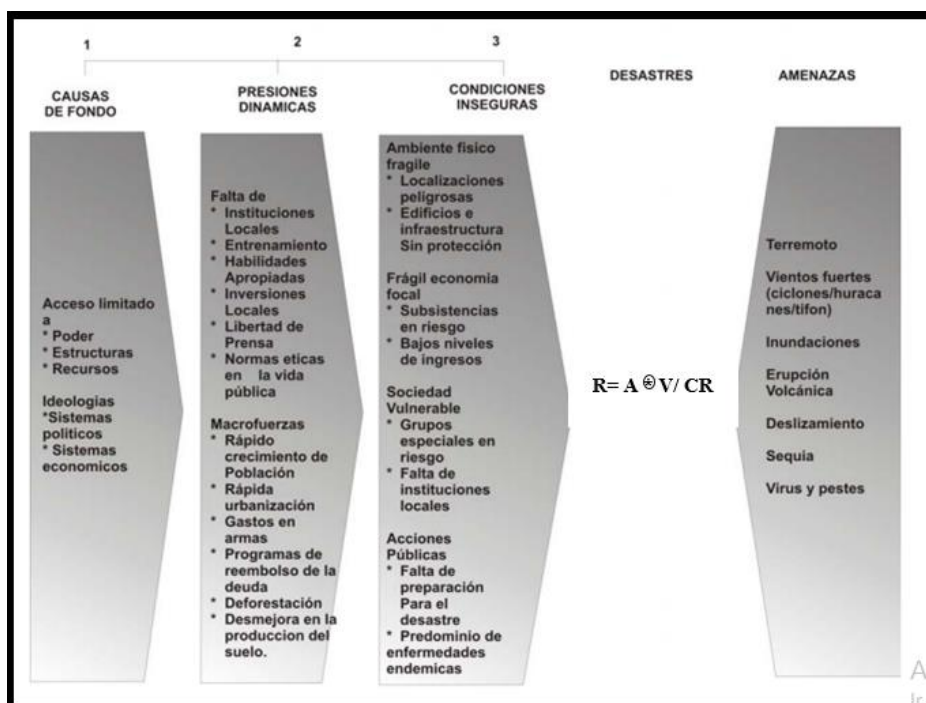 1
2
3
CAUSAS
DE FONDO
PRESIONES
DINAMICAS
CONDICIONES
INSEGURAS
DESASTRES
AMENAZAS
Acceso limitado
a
* Poder
* Estructuras
* Recursos
Ideologias
*Sistemas
politicos
* Sistemas
economicos
Falta de
* Instituciones
Locales
* Entrenamiento
* Habilidades
Apropiadas
* Inversiones
Locales
* Libertad de
Prensa
* Normas eticas
en la vida
pública
Macrofuerzas
* Rápido
crecimiento de
Población
* Rápida
urbanización
* Gastos en
armas
* Programas de
reembolso de la
deuda
* Deforestación
* Desmejora en la
produccion del
suelo.
Ambiente fisico
fragile
* Localizaciones
peligrosas
* Edificios e
infraestructura
Sin protección
Frágil economia
focal
* Subsistencias
en riesgo
* Bajos niveles
de ingresos
Sociedad
Vulnerable
* Grupos
especiales en
riesgo
* Falta de
instituciones
locales
Acciones
Públicas
* Falta de
preparación
Para el
desastre
* Predominio de
enfermedades
endemicas
R= A ⊛ V/ CR
Terremoto
Vientos fuertes
(ciclones/huraca
nes/tifon)
Inundaciones
Erupción
Volcánica
Deslizamiento
Sequia
Virus y pestes
A